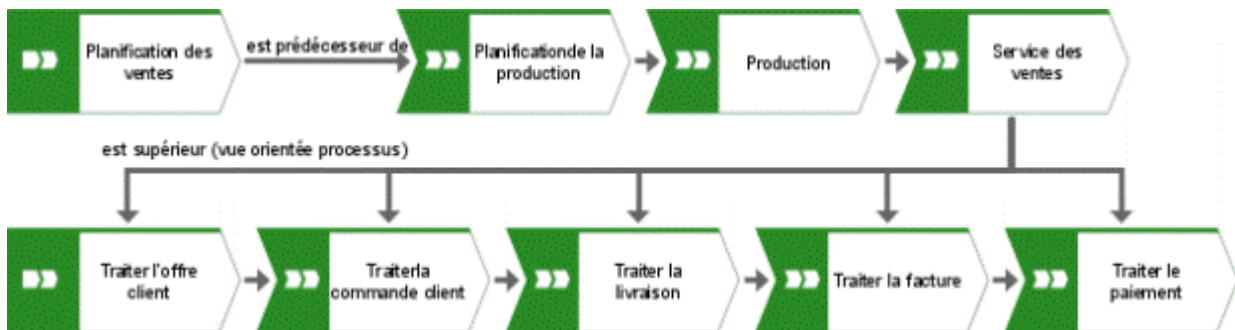 Planification des
ventes
est prédécesseur de
Planificationde la
production
Production
Service des
ventes
est supérieur (vue orientée processus)
Traiter l'offre
client
Traiterla
commande client
Traiter la
livraison
Traiter la facture
Traiter le
paiement